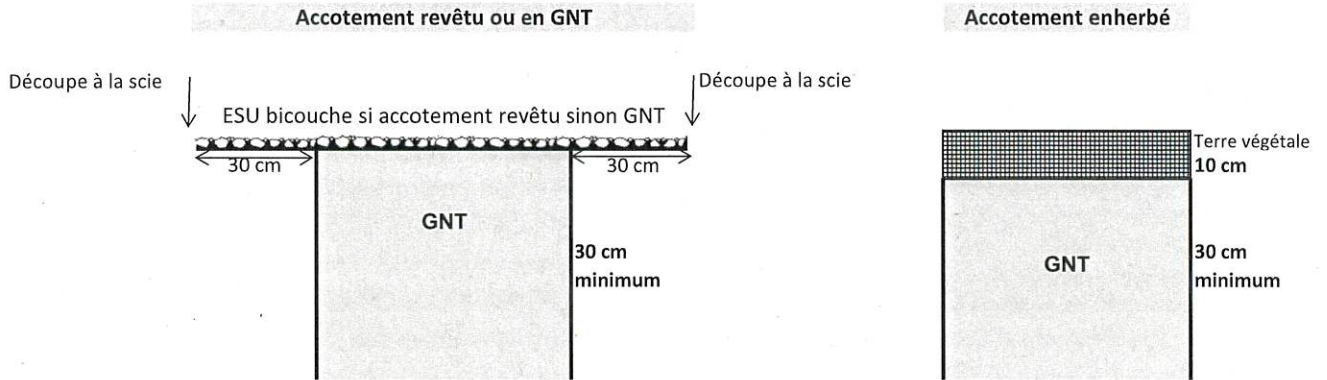 Accotement revêtu ou en GNT
Accotement enherbé
Découpe à la scie
Découpe à la scie
ESU bicouche si accotement revêtu sinon GNT
30 cm
30 cm
GNT
30 cm
minimum
Terre végétale
10 cm
GNT
30 cm
minimum